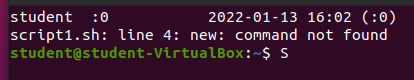 student  :0           2022-01-13 16:02 (:0)
script1.sh: line 4: new: command not found
student@student-VirtualBox:~$ S